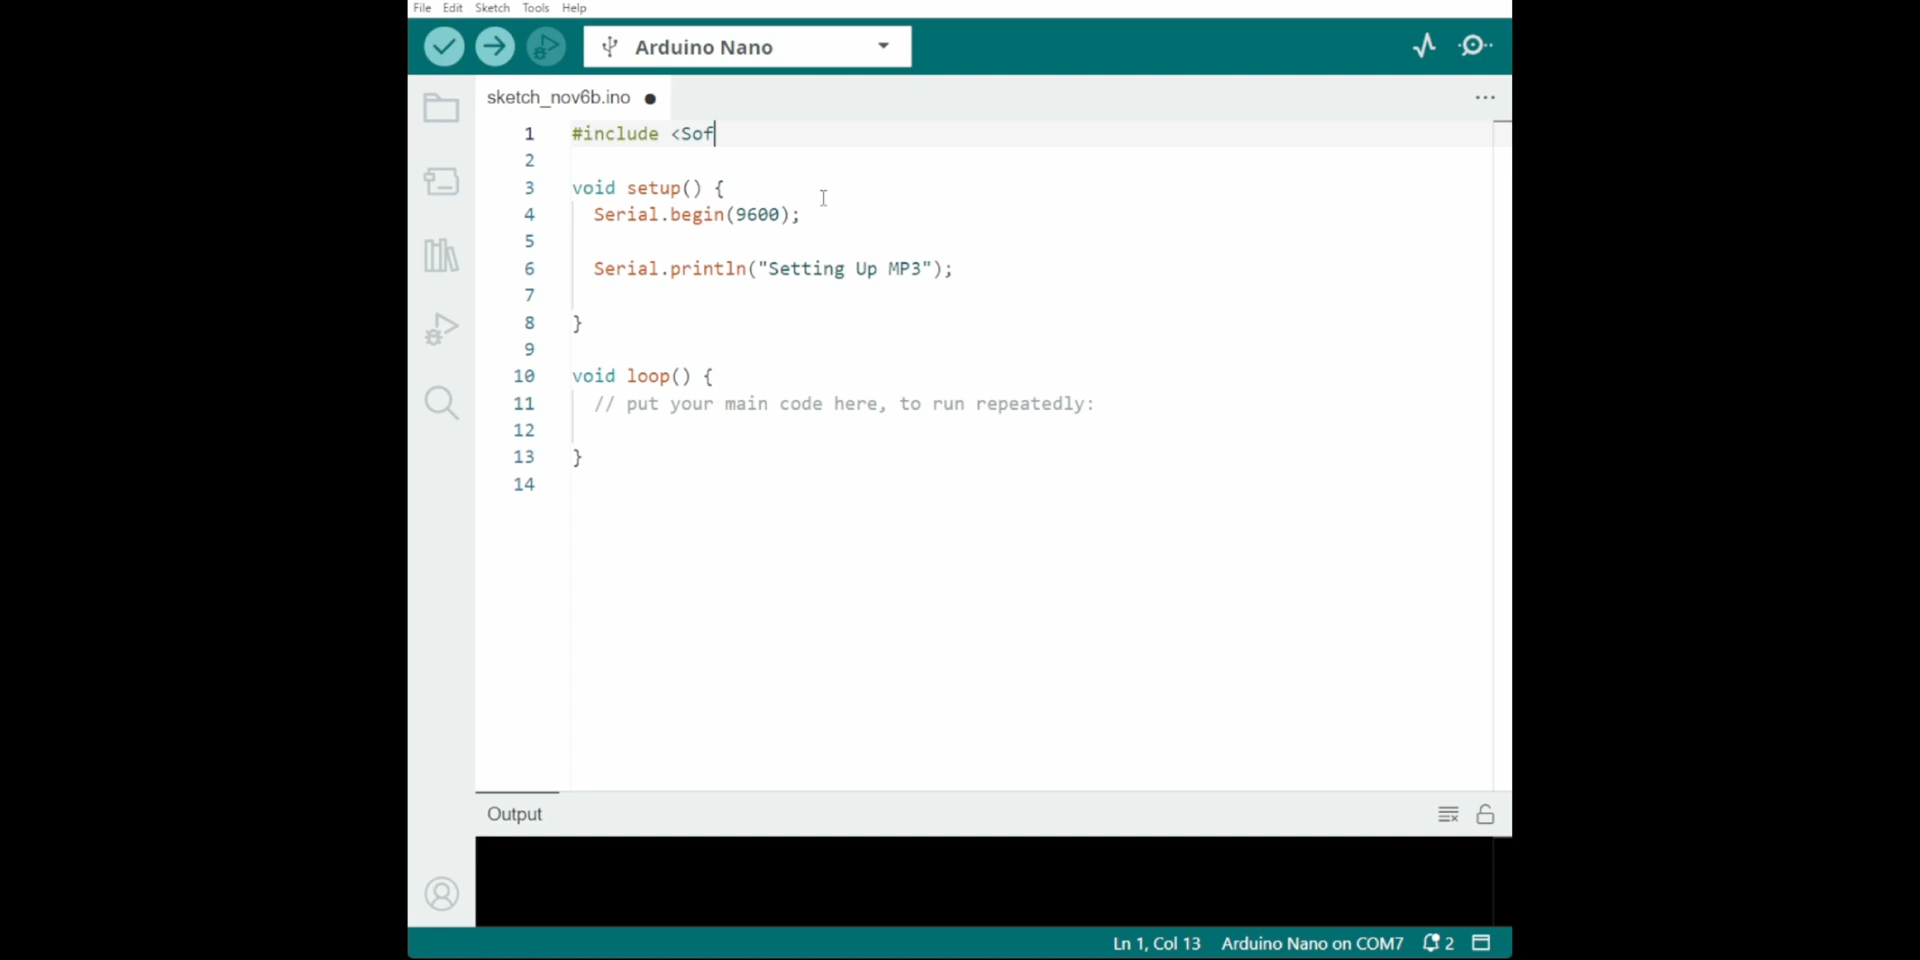 File Edit Sketch Tools Help
Arduino Nano
sketch_nov6b.ino
1 #include <Sof
2
3 void setup() {
4 Serial.begin(9600);
5
6 Serial.println("Setting Up MP3");
7
8 }
9
10 void loop() {
11 // put your main code here, to run repeatedly:
12
13 }
14
Output
Ln 1, Col 13 Arduino Nano on COM7 2